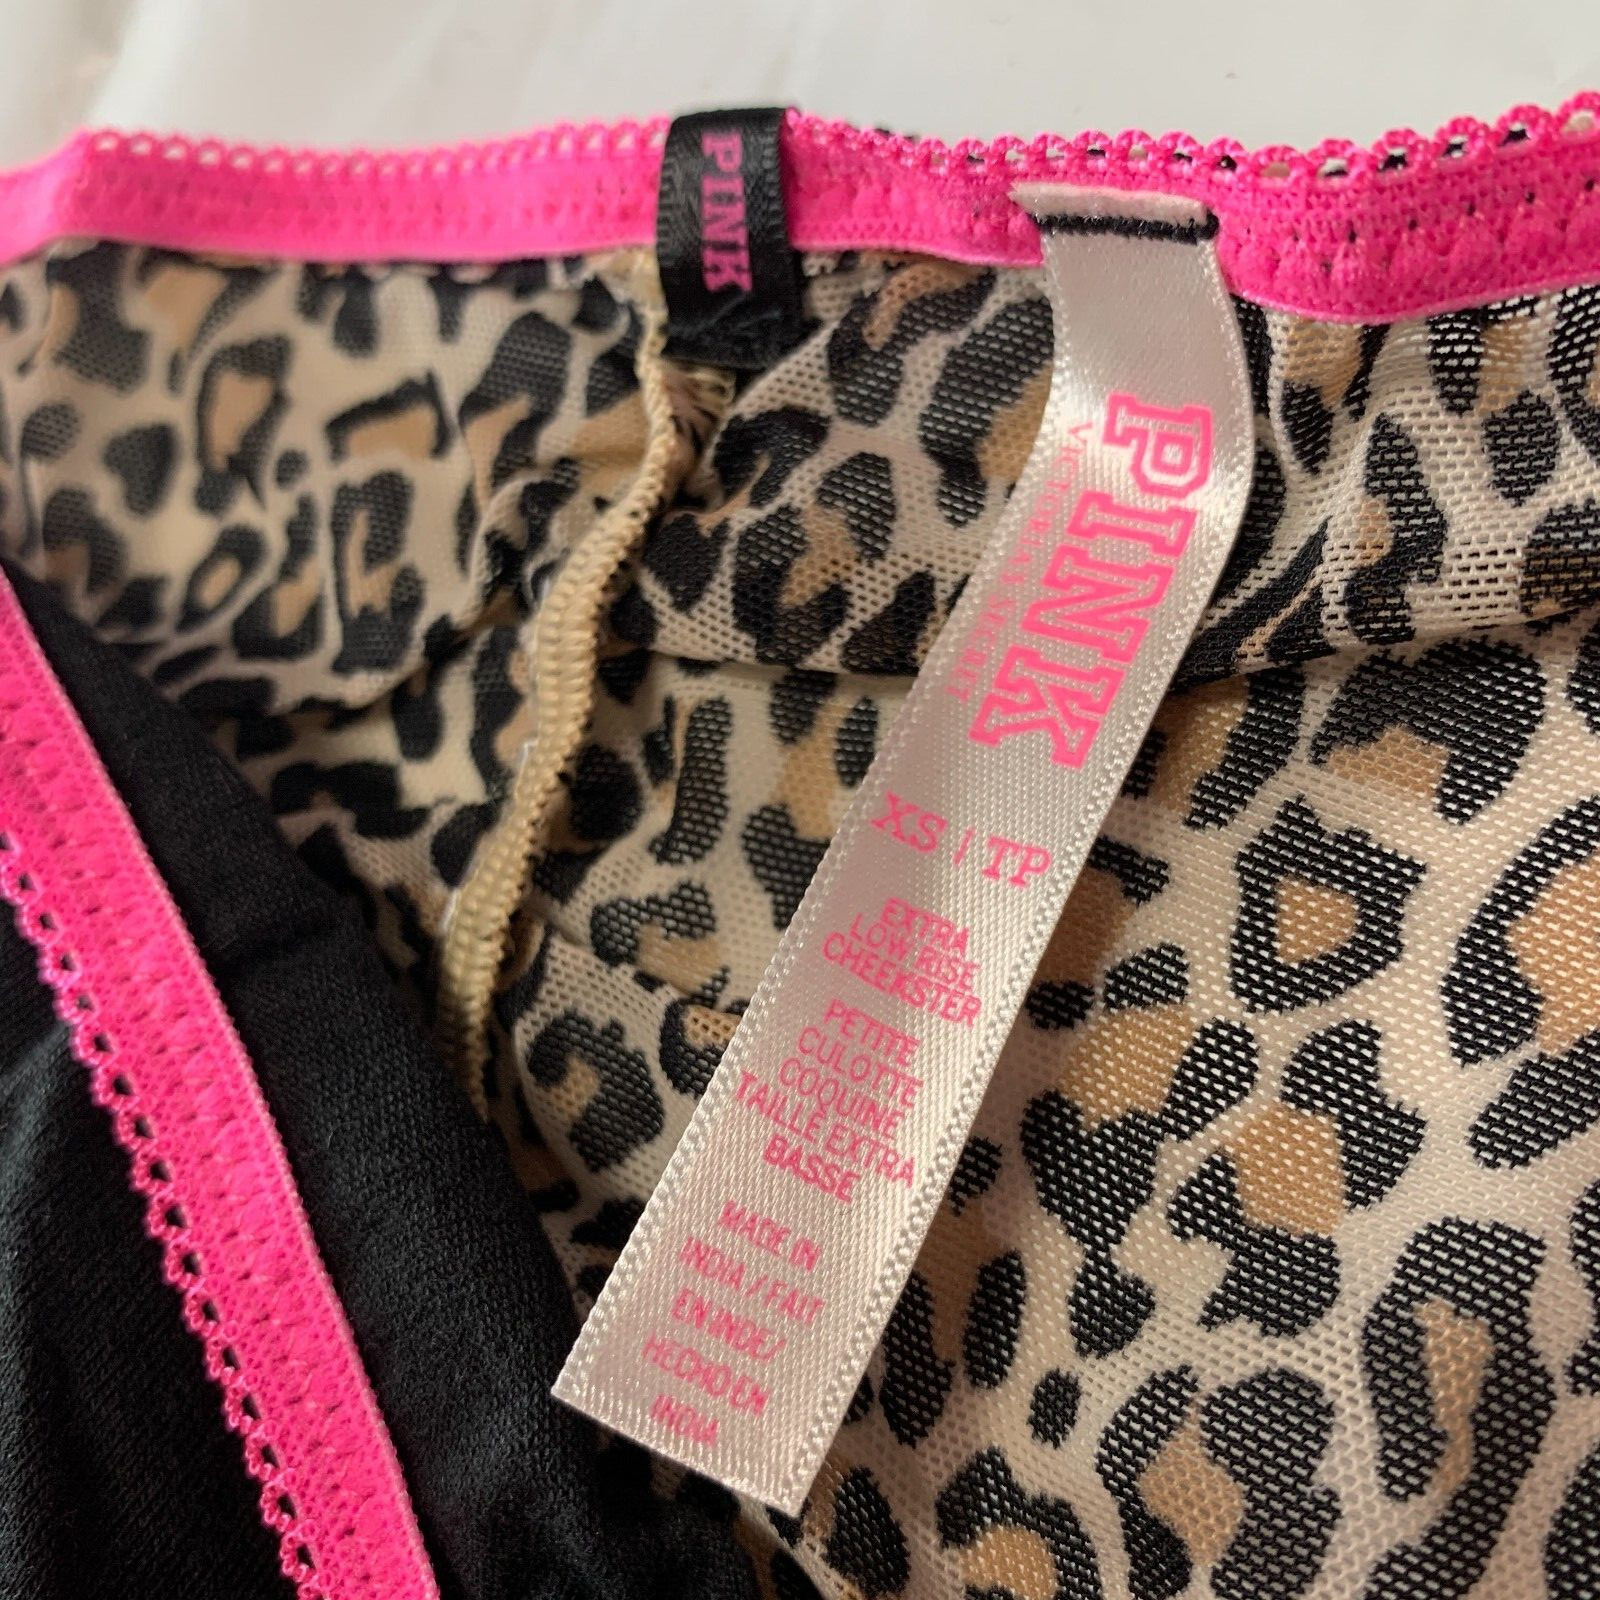 PINK
PINK
VICTORIA'S SECRET
XS | TP
EXTRA
LOW RISE
CHEEKSTER
PETITE
CULOTTE
COQUINE
TAILLE EXTRA
BASSE
MADE IN
INDIA / FAIT
EN INDE/
HECHO EN
INDIA